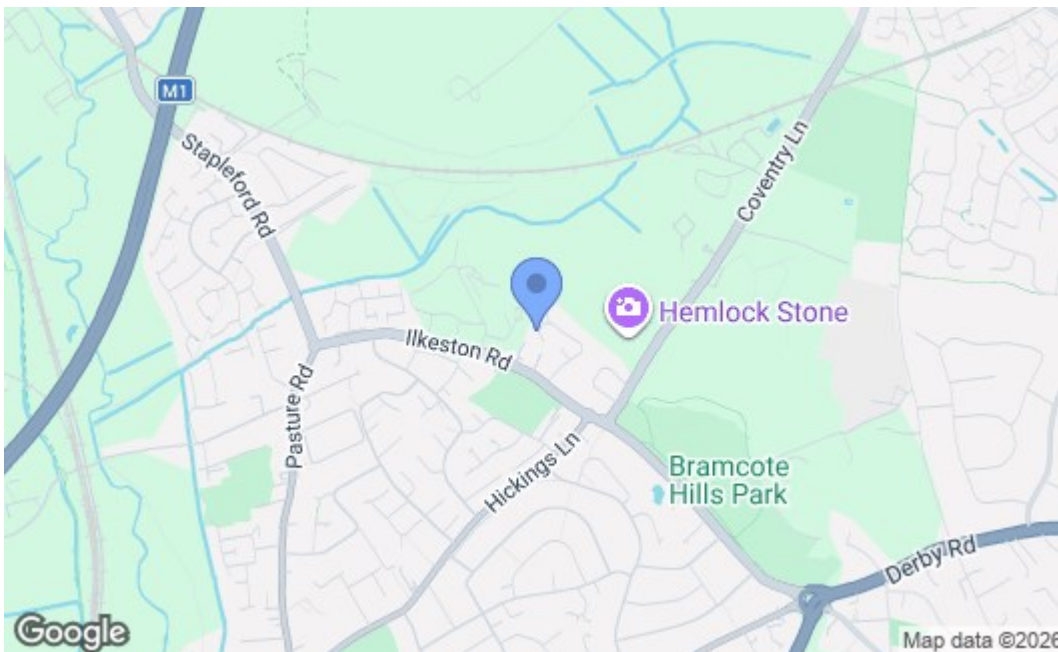 M1
Stapleford Rd
Coventry Ln
Hemlock Stone
Ilkeston Rd
Pasture Rd
Hickings Ln
Bramcote
Hills Park
Derby Rd
Google
Map data ©2026